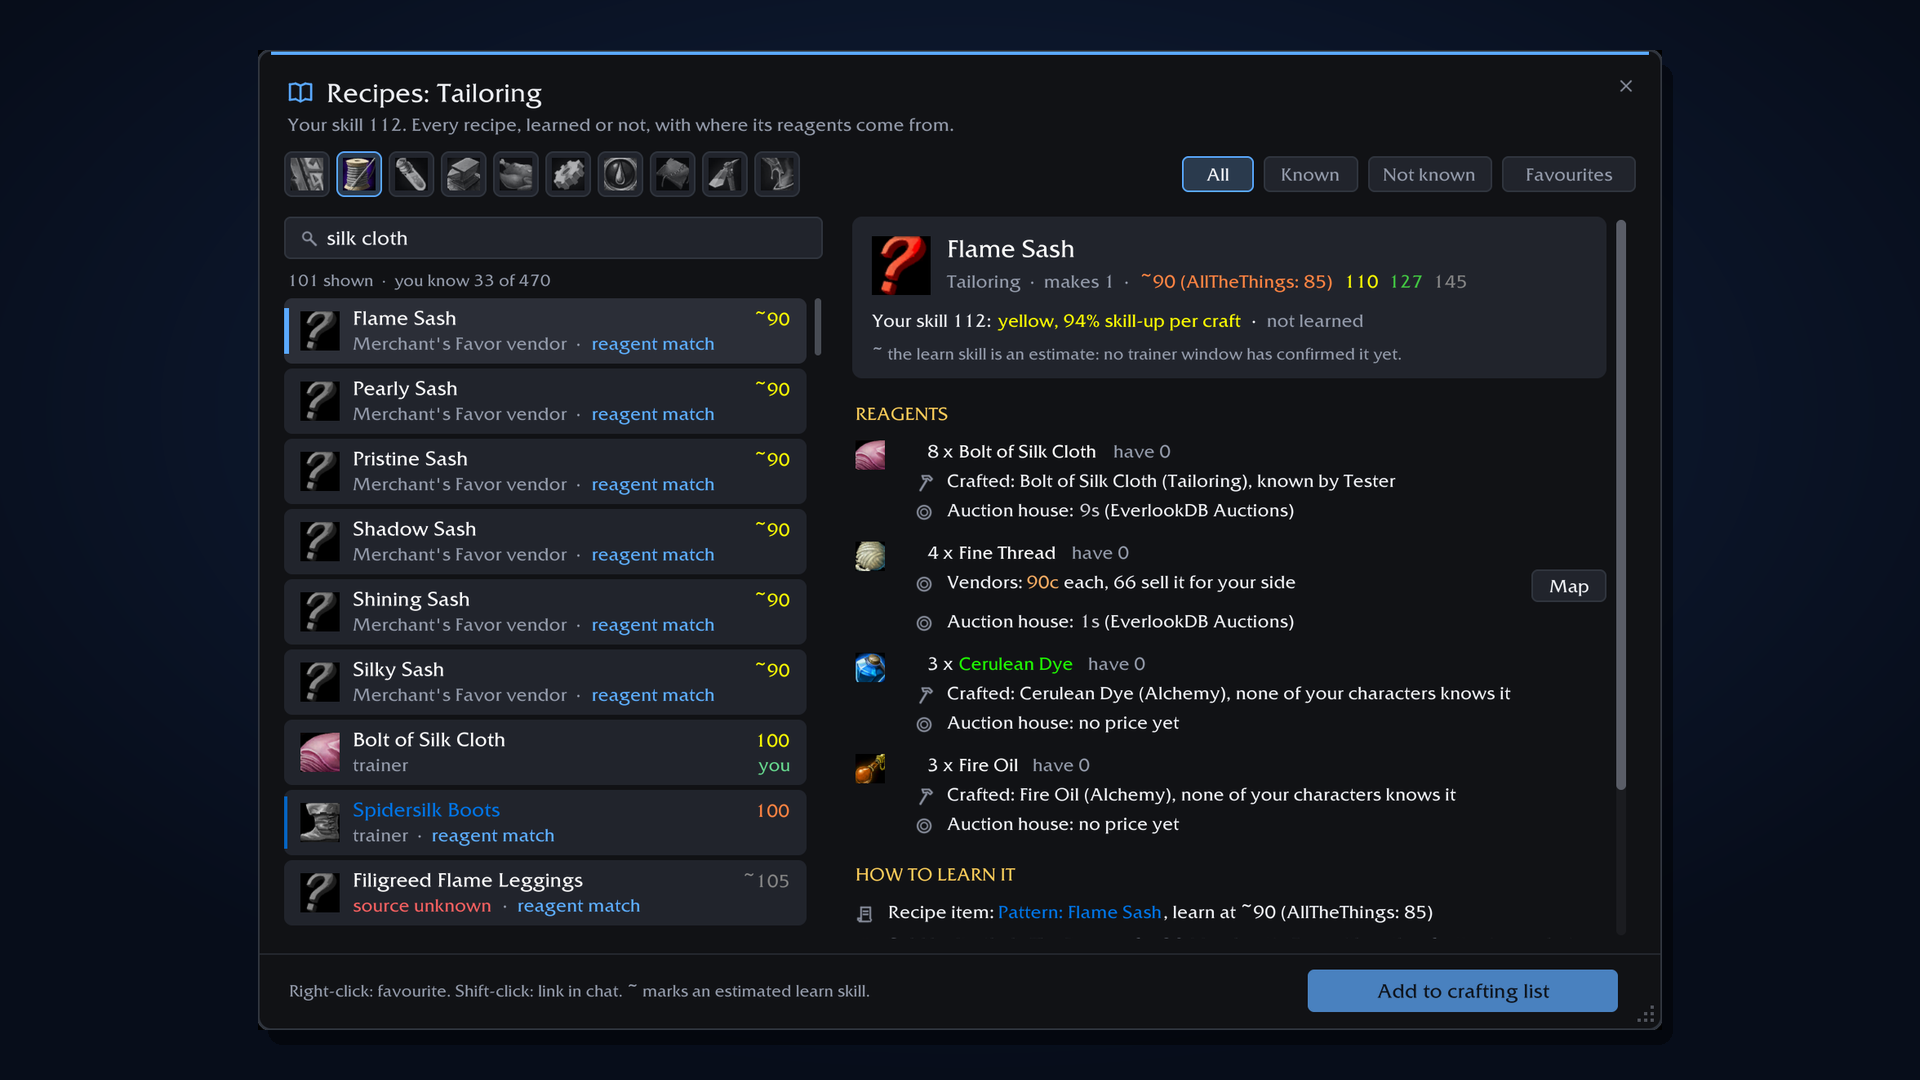 Recipes: Tailoring
Your skill 112. Every recipe, learned or not, with where its reagents come from.
All
Known
Not known
Favourites
silk cloth
101 shown · you know 33 of 470
Flame Sash
~90
Merchant's Favor vendor · reagent match
Pearly Sash
~90
Merchant's Favor vendor · reagent match
Pristine Sash
~90
Merchant's Favor vendor · reagent match
Shadow Sash
~90
Merchant's Favor vendor · reagent match
Shining Sash
~90
Merchant's Favor vendor · reagent match
Silky Sash
~90
Merchant's Favor vendor · reagent match
Bolt of Silk Cloth
100
trainer
you
Spidersilk Boots
100
trainer · reagent match
Filigreed Flame Leggings
~105
source unknown · reagent match
Flame Sash
Tailoring · makes 1 · ~90 (AllTheThings: 85) 110 127 145
Your skill 112: yellow, 94% skill-up per craft · not learned
~ the learn skill is an estimate: no trainer window has confirmed it yet.
REAGENTS
8 x Bolt of Silk Cloth have 0
Crafted: Bolt of Silk Cloth (Tailoring), known by Tester
Auction house: 9s (EverlookDB Auctions)
4 x Fine Thread have 0
Vendors: 90c each, 66 sell it for your side
Map
Auction house: 1s (EverlookDB Auctions)
3 x Cerulean Dye have 0
Crafted: Cerulean Dye (Alchemy), none of your characters knows it
Auction house: no price yet
3 x Fire Oil have 0
Crafted: Fire Oil (Alchemy), none of your characters knows it
Auction house: no price yet
HOW TO LEARN IT
Recipe item: Pattern: Flame Sash, learn at ~90 (AllTheThings: 85)
Right-click: favourite. Shift-click: link in chat. ~ marks an estimated learn skill.
Add to crafting list